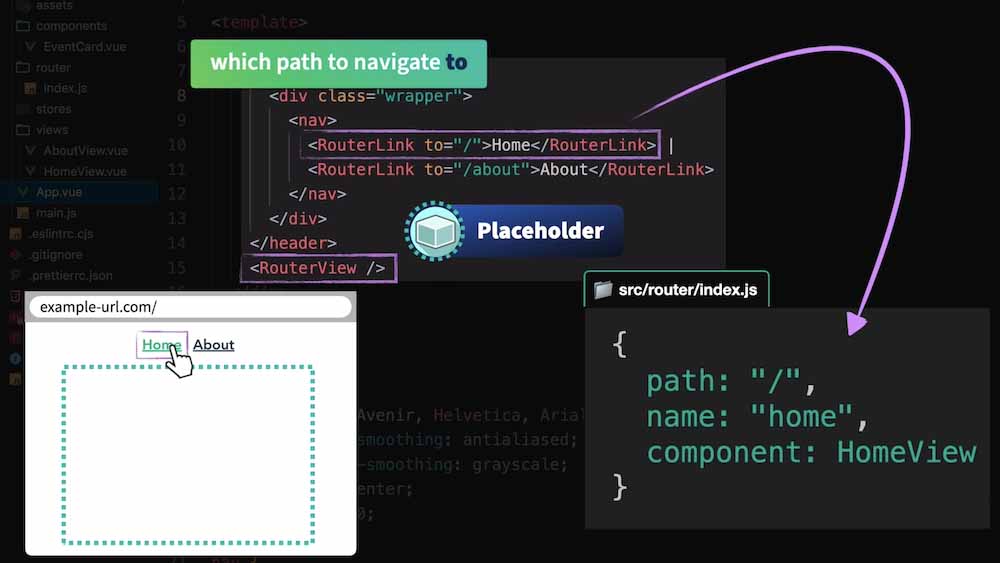 assets
components
EventCard.vue
router
index.js
stores
views
AboutView.vue
HomeView.vue
App.vue
main.js
.eslintrc.cjs
.gitignore
.prettierrc.json
5 <template>
which path to navigate to
7
8 <div class="wrapper">
9 <nav>
10 <RouterLink to="/">Home</RouterLink> |
11 <RouterLink to="/about">About</RouterLink>
12 </nav>
13 </div>
14 </header>
15 <RouterView />
Placeholder
example-url.com/
Home About
src/router/index.js
{
path: "/",
name: "home",
component: HomeView
}
Avenir, Helvetica, Arial
smoothing: antialiased;
-smoothing: grayscale;
enter;
0;